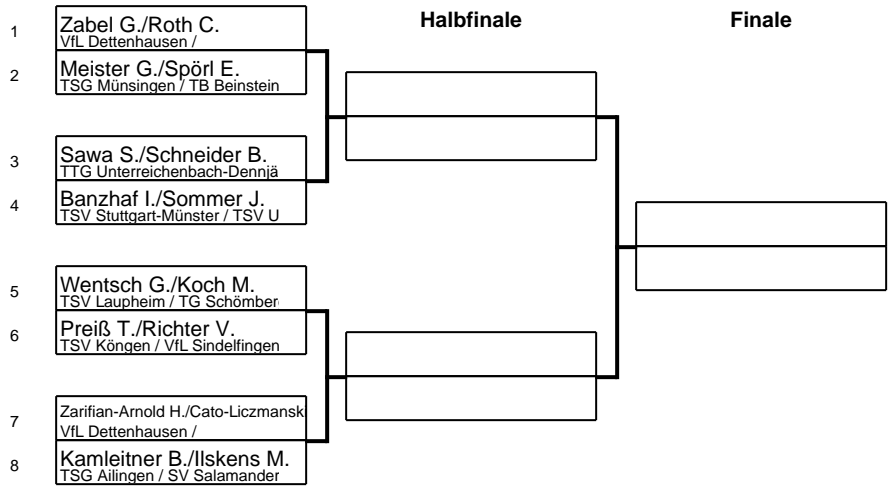 Halbfinale
Finale
1
Zabel G./Roth C.
VfL Dettenhausen /
2
Meister G./Spörl E.
TSG Münsingen / TB Beinstein
3
Sawa S./Schneider B.
TTG Unterreichenbach-Dennjä
4
Banzhaf I./Sommer J.
TSV Stuttgart-Münster / TSV U
5
Wentsch G./Koch M.
TSV Laupheim / TG Schömber
6
Preiß T./Richter V.
TSV Köngen / VfL Sindelfingen
7
Zarifian-Arnold H./Cato-Liczmansk
VfL Dettenhausen /
8
Kamleitner B./Ilskens M.
TSG Ailingen / SV Salamander